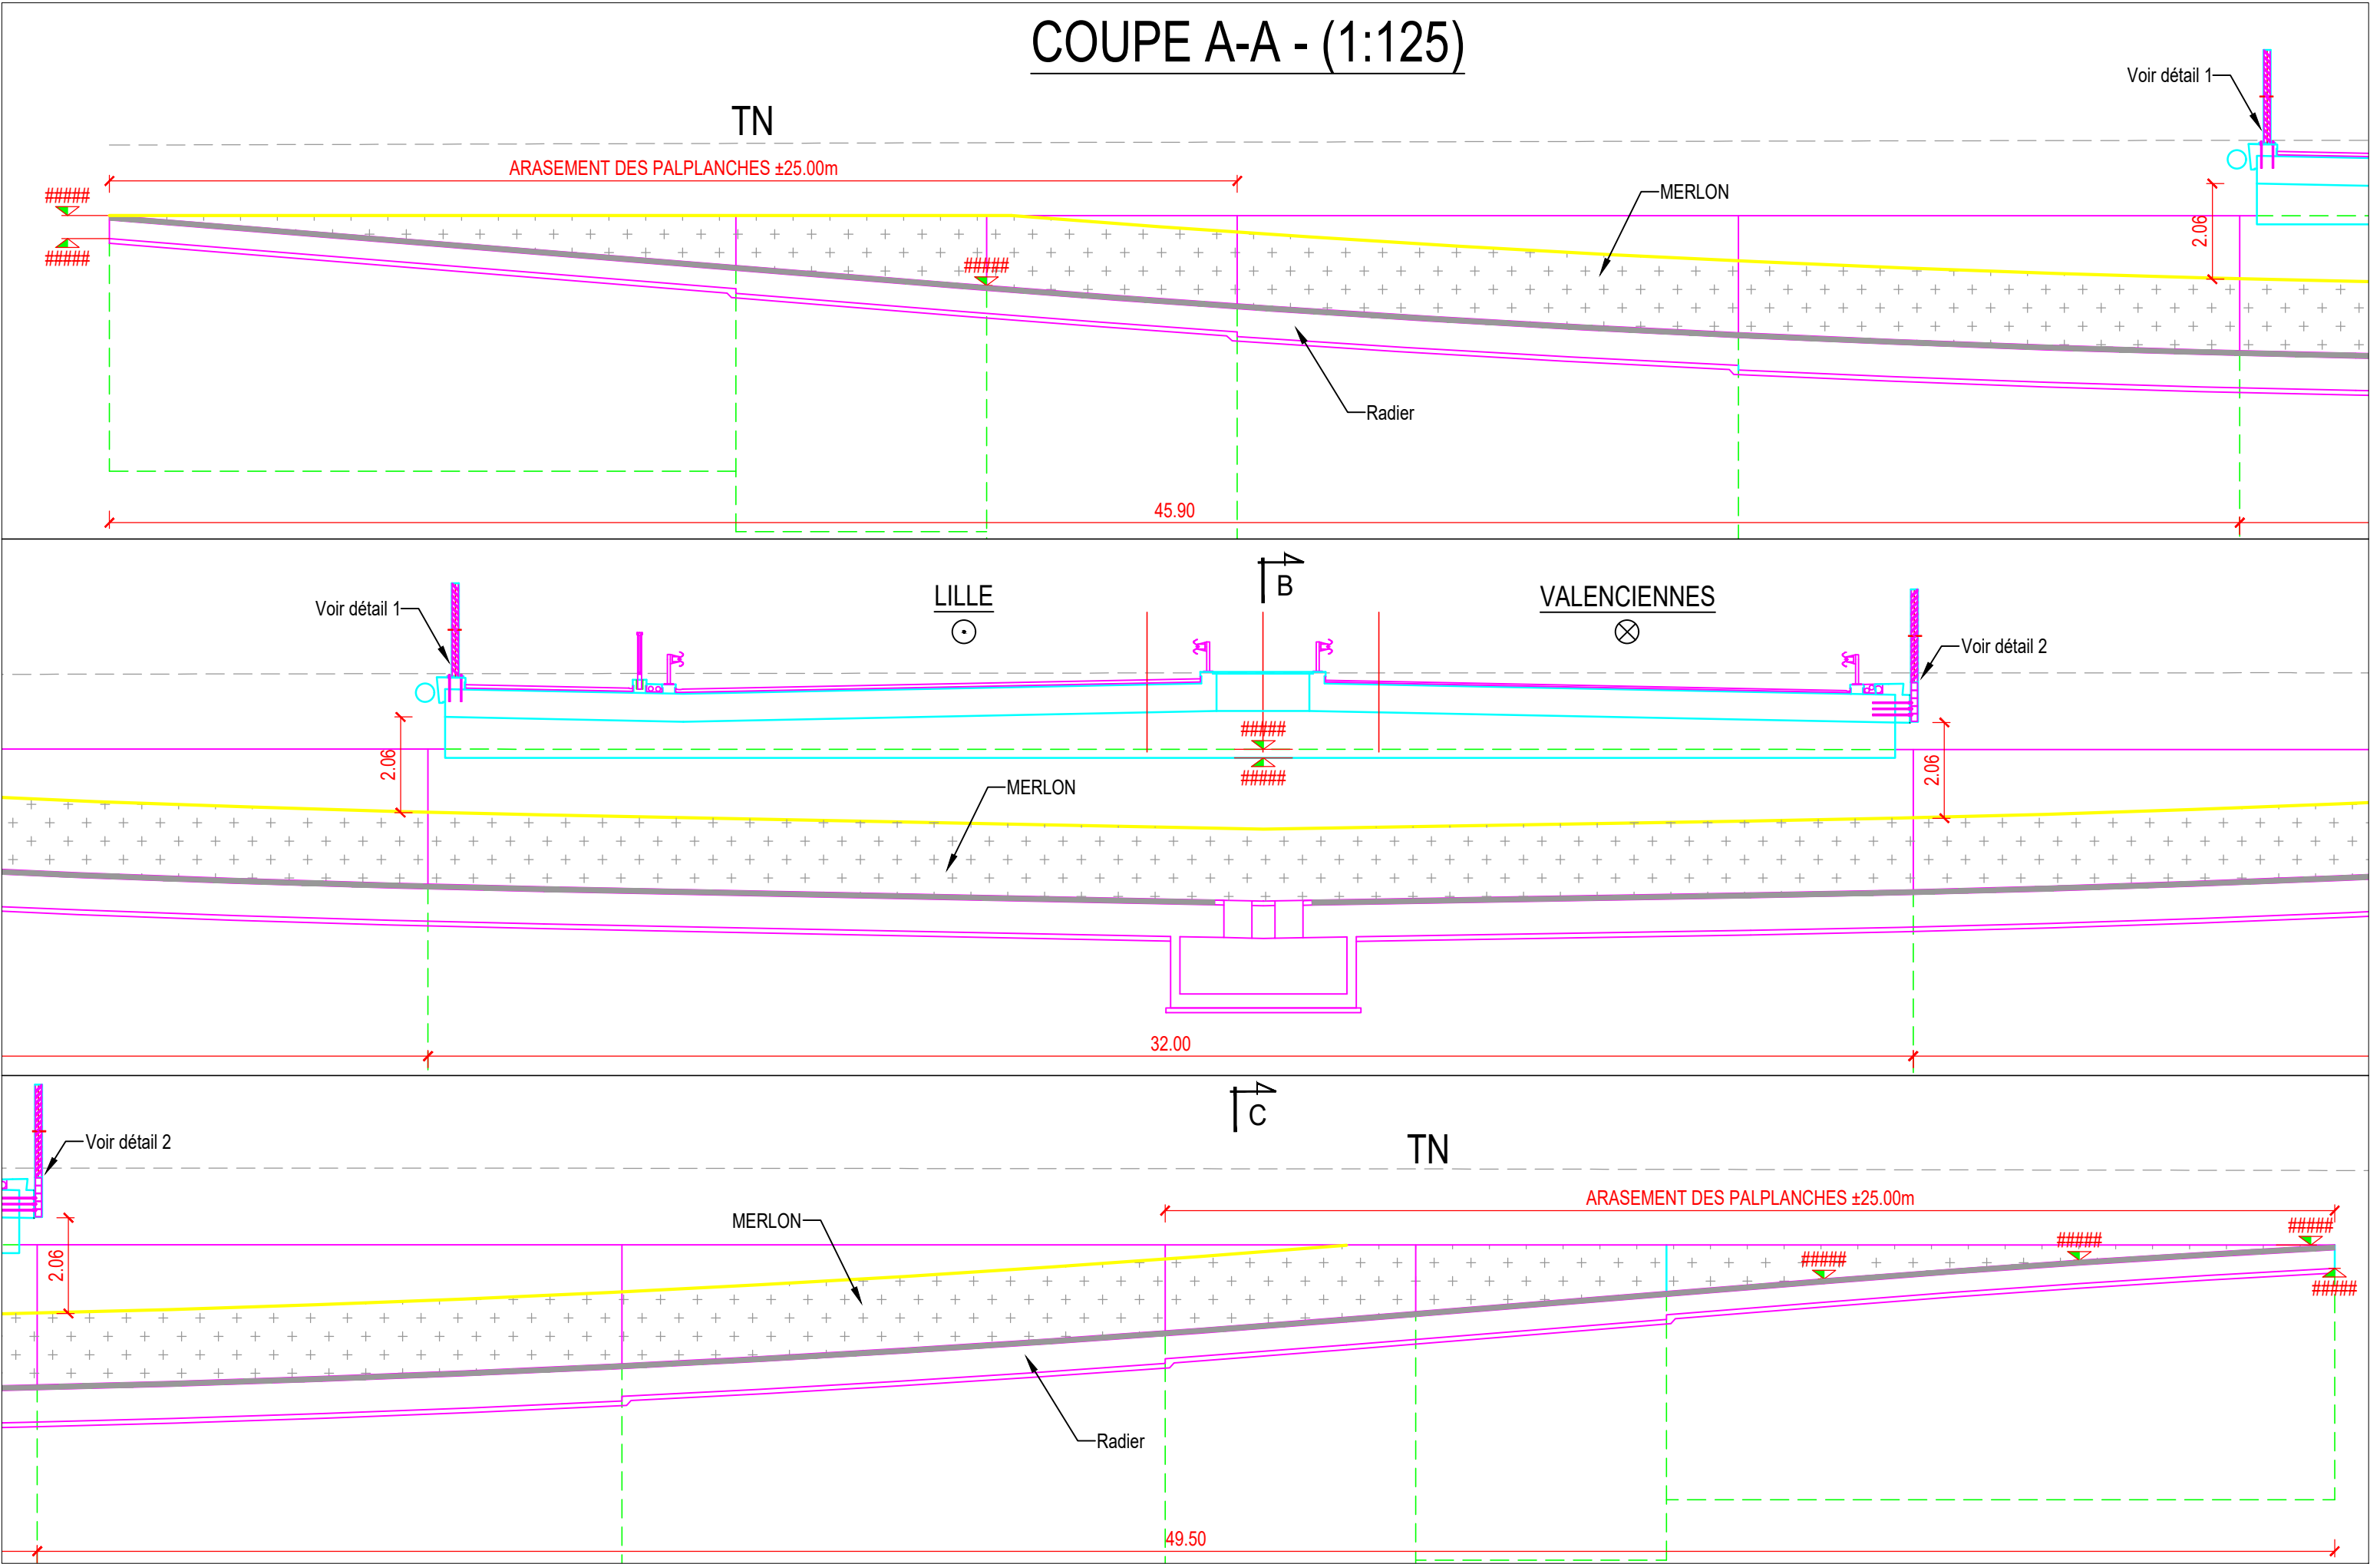 COUPE A-A - (1:125)
Voir détail 1
TN
ARASEMENT DES PALPLANCHES ±25.00m
#####
#####
MERLON
2.06
#####
Radier
45.90
B
LILLE
VALENCIENNES
Voir détail 1
Voir détail 2
#####
2.06
2.06
#####
MERLON
32.00
C
Voir détail 2
TN
ARASEMENT DES PALPLANCHES ±25.00m
MERLON
#####
#####
#####
2.06
#####
Radier
49.50